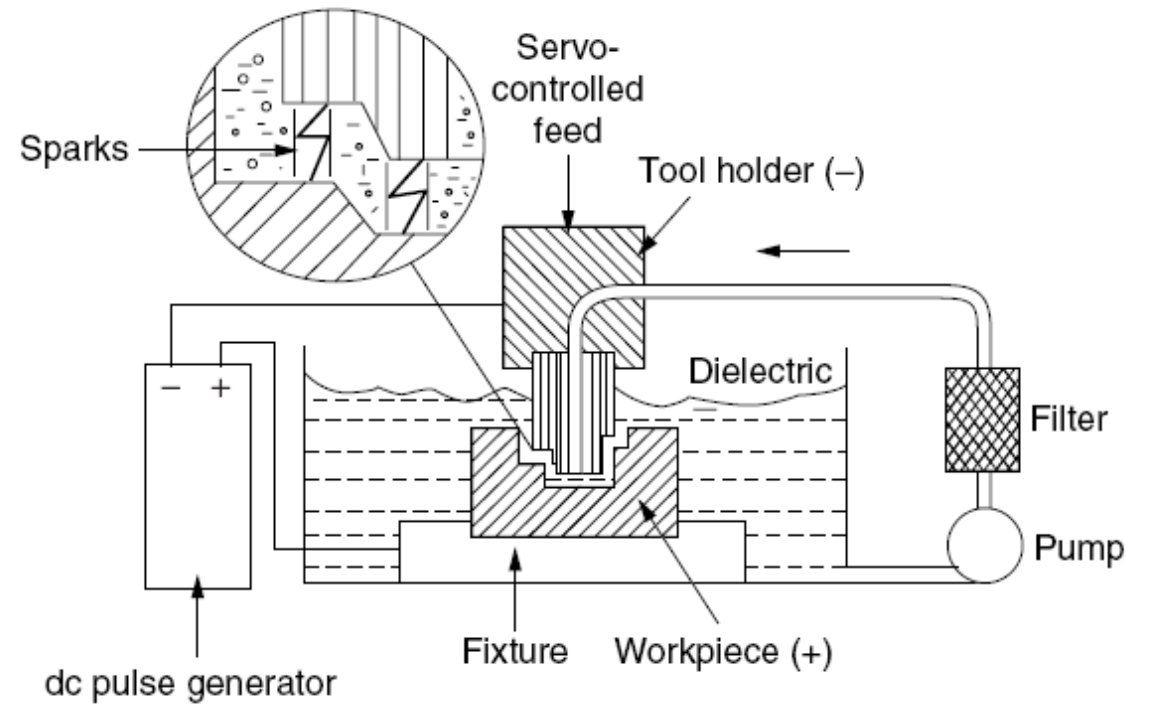 Servo-
controlled
feed
Sparks
Tool holder (–)
Dielectric
– +
Filter
Pump
Fixture
Workpiece (+)
dc pulse generator